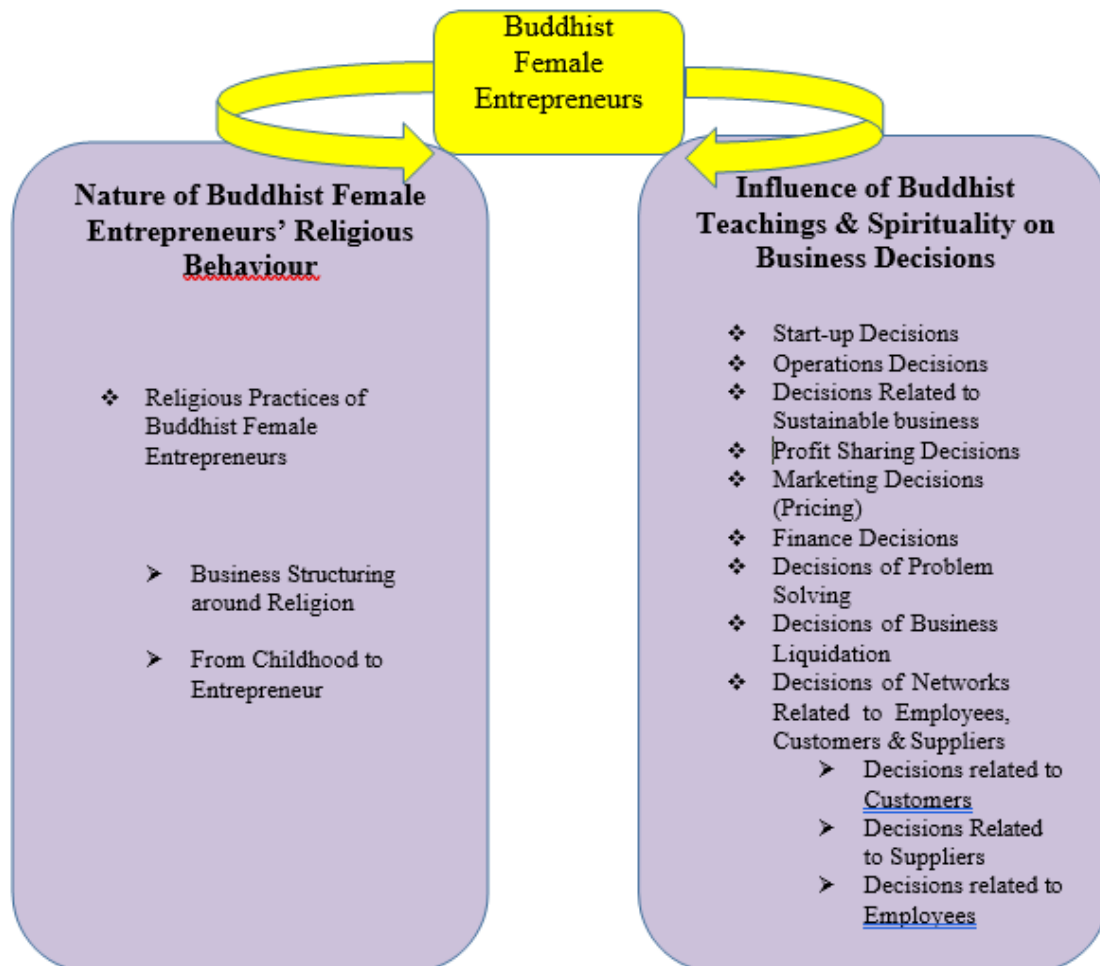 Buddhist
Female
Entrepreneurs
Nature of Buddhist Female
Entrepreneurs’ Religious
Behaviour
❖ Religious Practices of
Buddhist Female
Entrepreneurs
➢ Business Structuring
around Religion
➢ From Childhood to
Entrepreneur
Influence of Buddhist
Teachings & Spirituality on
Business Decisions
❖ Start-up Decisions
❖ Operations Decisions
❖ Decisions Related to
Sustainable business
❖ Profit Sharing Decisions
❖ Marketing Decisions
(Pricing)
❖ Finance Decisions
❖ Decisions of Problem
Solving
❖ Decisions of Business
Liquidation
❖ Decisions of Networks
Related to Employees,
Customers & Suppliers
➢ Decisions related to
Customers
➢ Decisions Related
to Suppliers
➢ Decisions related to
Employees